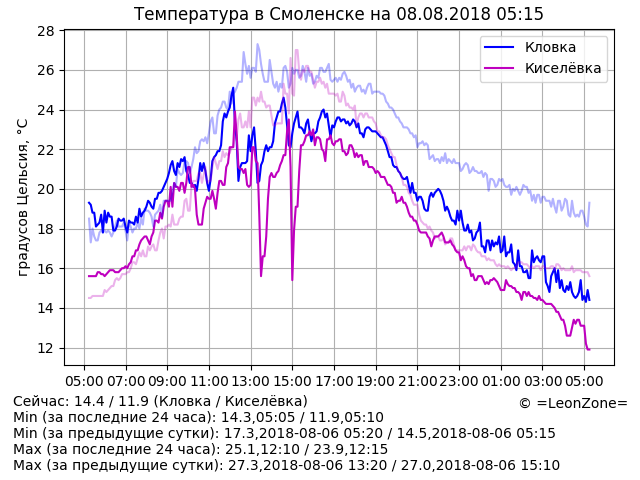 Температура в Смоленске на 08.08.2018 05:15
градусов Цельсия, °C
28
26
24
22
20
18
16
14
12
Кловка
Киселёвка
05:00 07:00 09:00 11:00 13:00 15:00 17:00 19:00 21:00 23:00 01:00 03:00 05:00
Сейчас: 14.4 / 11.9 (Кловка / Киселёвка)
© =LeonZone=
Min (за последние 24 часа): 14.3,05:05 / 11.9,05:10
Min (за предыдущие сутки): 17.3,2018-08-06 05:20 / 14.5,2018-08-06 05:15
Max (за последние 24 часа): 25.1,12:10 / 23.9,12:15
Max (за предыдущие сутки): 27.3,2018-08-06 13:20 / 27.0,2018-08-06 15:10